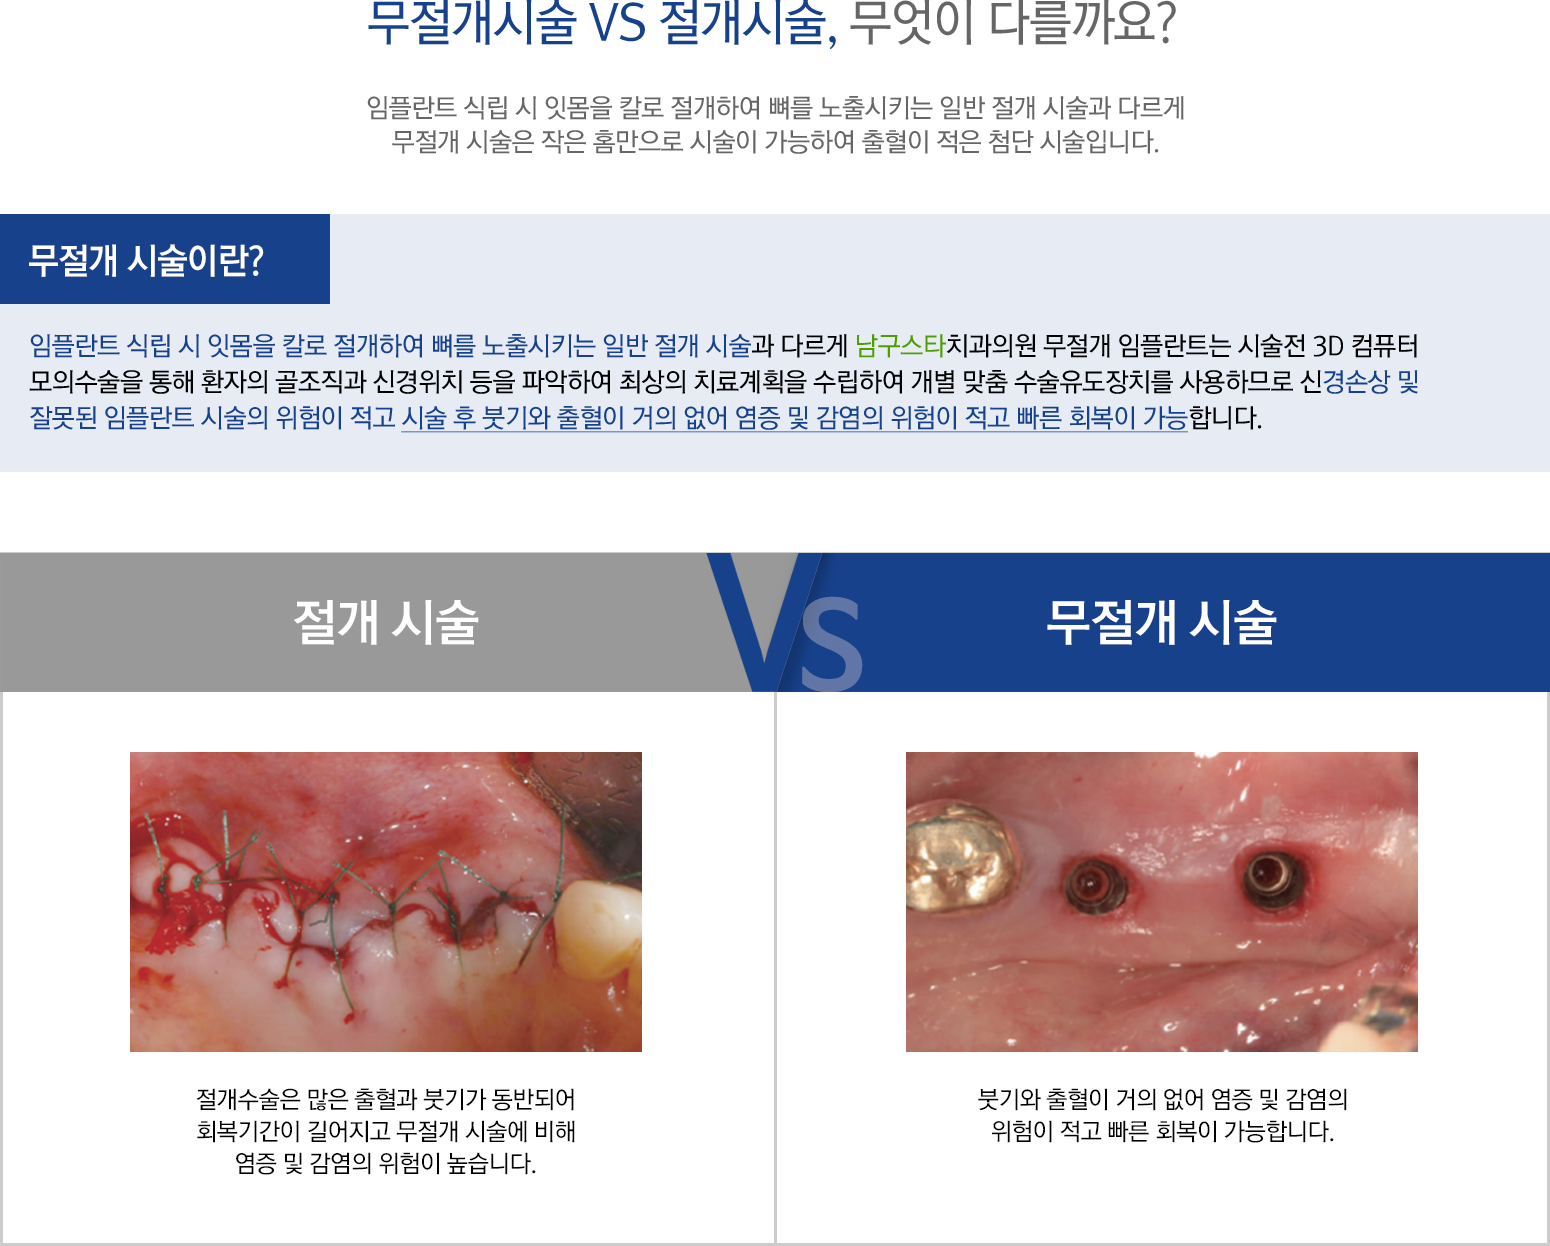 무절개시술 VS 절개시술, 무엇이 다를까요?
임플란트 식립 시 잇몸을 칼로 절개하여 뼈를 노출시키는 일반 절개 시술과 다르게
무절개 시술은 작은 홈만으로 시술이 가능하여 출혈이 적은 첨단 시술입니다.
무절개 시술이란?
임플란트 식립 시 잇몸을 칼로 절개하여 뼈를 노출시키는 일반 절개 시술과 다르게 남구스타치과의원 무절개 임플란트는 시술전 3D 컴퓨터
모의수술을 통해 환자의 골조직과 신경위치 등을 파악하여 최상의 치료계획을 수립하여 개별 맞춤 수술유도장치를 사용하므로 신경손상 및
잘못된 임플란트 시술의 위험이 적고 시술 후 붓기와 출혈이 거의 없어 염증 및 감염의 위험이 적고 빠른 회복이 가능합니다.
절개 시술
VS
무절개 시술
절개수술은 많은 출혈과 붓기가 동반되어
회복기간이 길어지고 무절개 시술에 비해
염증 및 감염의 위험이 높습니다.
붓기와 출혈이 거의 없어 염증 및 감염의
위험이 적고 빠른 회복이 가능합니다.